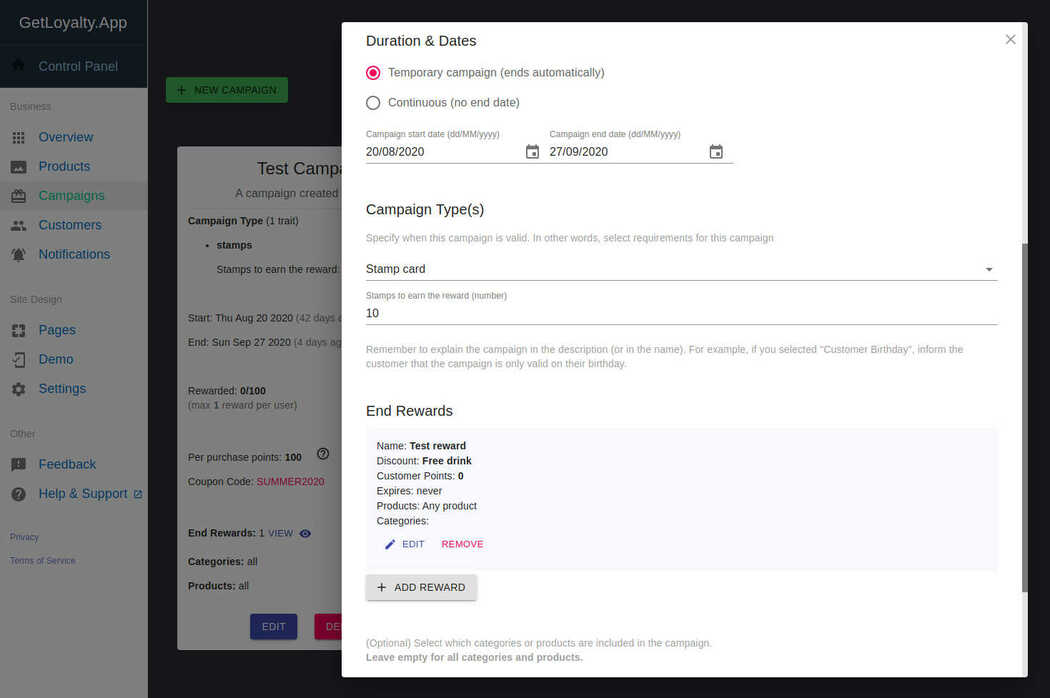 GetLoyalty.App
Control Panel
Business
Overview
Products
Campaigns
Customers
Notifications
Site Design
Pages
Demo
Settings
Other
Feedback
Help & Support
Privacy
Terms of Service
NEW CAMPAIGN
Test Campa
A campaign created
Campaign Type (1 trait)
• stamps
Stamps to earn the reward:
Start: Thu Aug 20 2020 (42 days
End: Sun Sep 27 2020 (4 days ag
Rewarded: 0/100
(max 1 reward per user)
Per purchase points: 100
Coupon Code: SUMMER2020
End Rewards: 1 VIEW
Categories: all
Products: all
EDIT
DE
Duration & Dates
Temporary campaign (ends automatically)
Continuous (no end date)
Campaign start date (dd/MM/yyyy) Campaign end date (dd/MM/yyyy)
20/08/2020 27/09/2020
Campaign Type(s)
Specify when this campaign is valid. In other words, select requirements for this campaign
Stamp card
Stamps to earn the reward (number)
10
Remember to explain the campaign in the description (or in the name). For example, if you selected "Customer Birthday", inform the
customer that the campaign is only valid on their birthday.
End Rewards
Name: Test reward
Discount: Free drink
Customer Points: 0
Expires: never
Products: Any product
Categories:
EDIT REMOVE
ADD REWARD
(Optional) Select which categories or products are included in the campaign.
Leave empty for all categories and products.